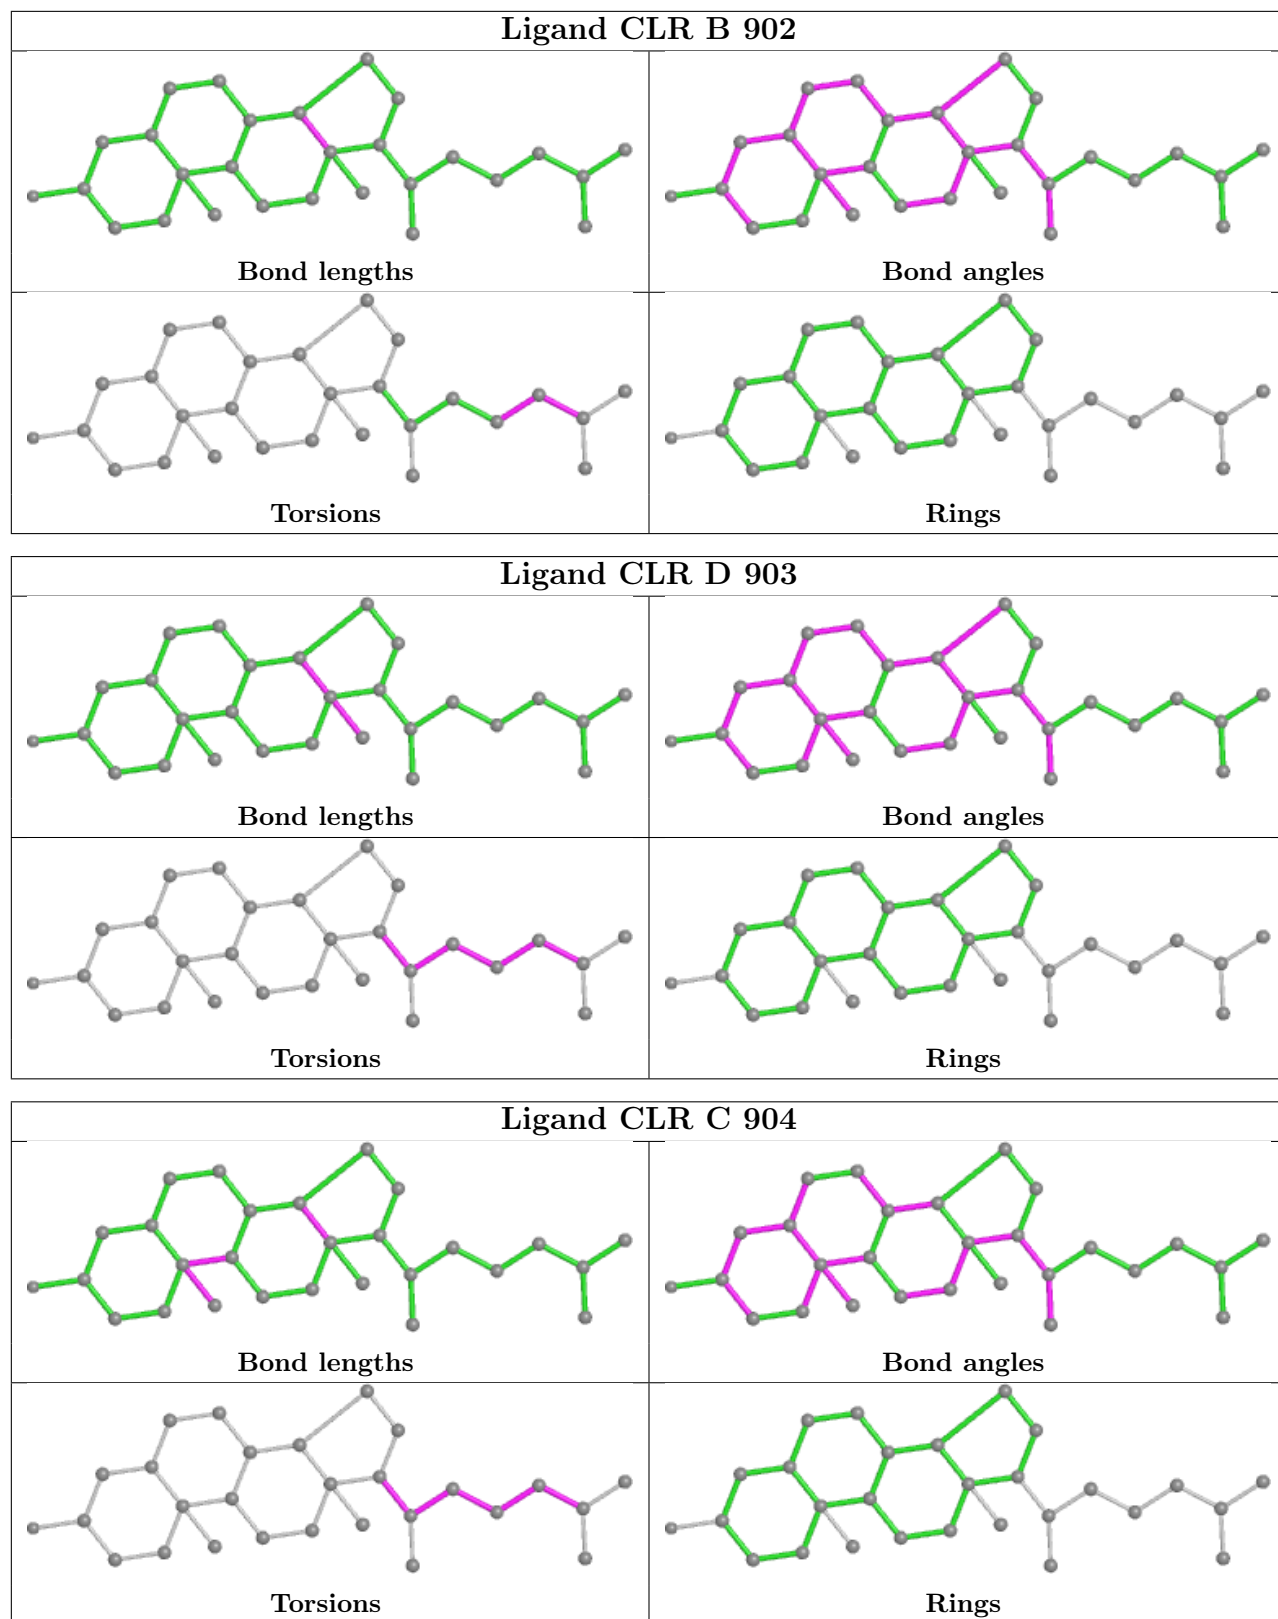 Ligand CLR B 902
Bond lengths
Bond angles
Torsions
Rings
Ligand CLR D 903
Bond lengths
Bond angles
Torsions
Rings
Ligand CLR C 904
Bond lengths
Bond angles
Torsions
Rings